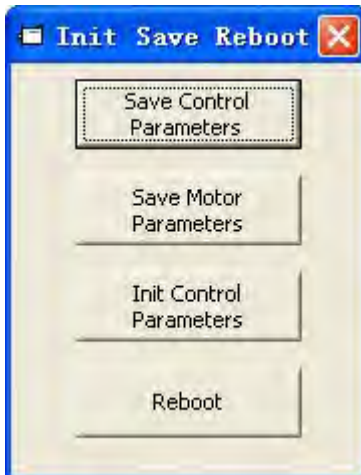 Init Save Reboot
Save Control
Parameters
Save Motor
Parameters
Init Control
Parameters
Reboot